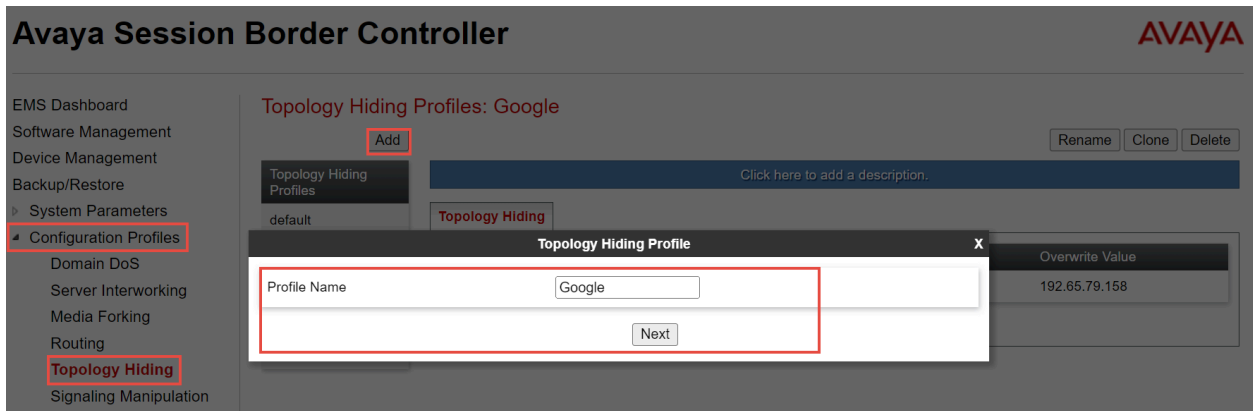 Avaya Session Border Controller
AVAYA
EMS Dashboard
Software Management
Device Management
Backup/Restore
System Parameters
Configuration Profiles
Domain DoS
Server Interworking
Media Forking
Routing
Topology Hiding
Signaling Manipulation
Topology Hiding Profiles: Google
Add
Rename
Clone
Delete
Topology Hiding
Profiles
default
Click here to add a description.
Topology Hiding
Topology Hiding Profile
X
Profile Name
Google
Next
Overwrite Value
192.65.79.158